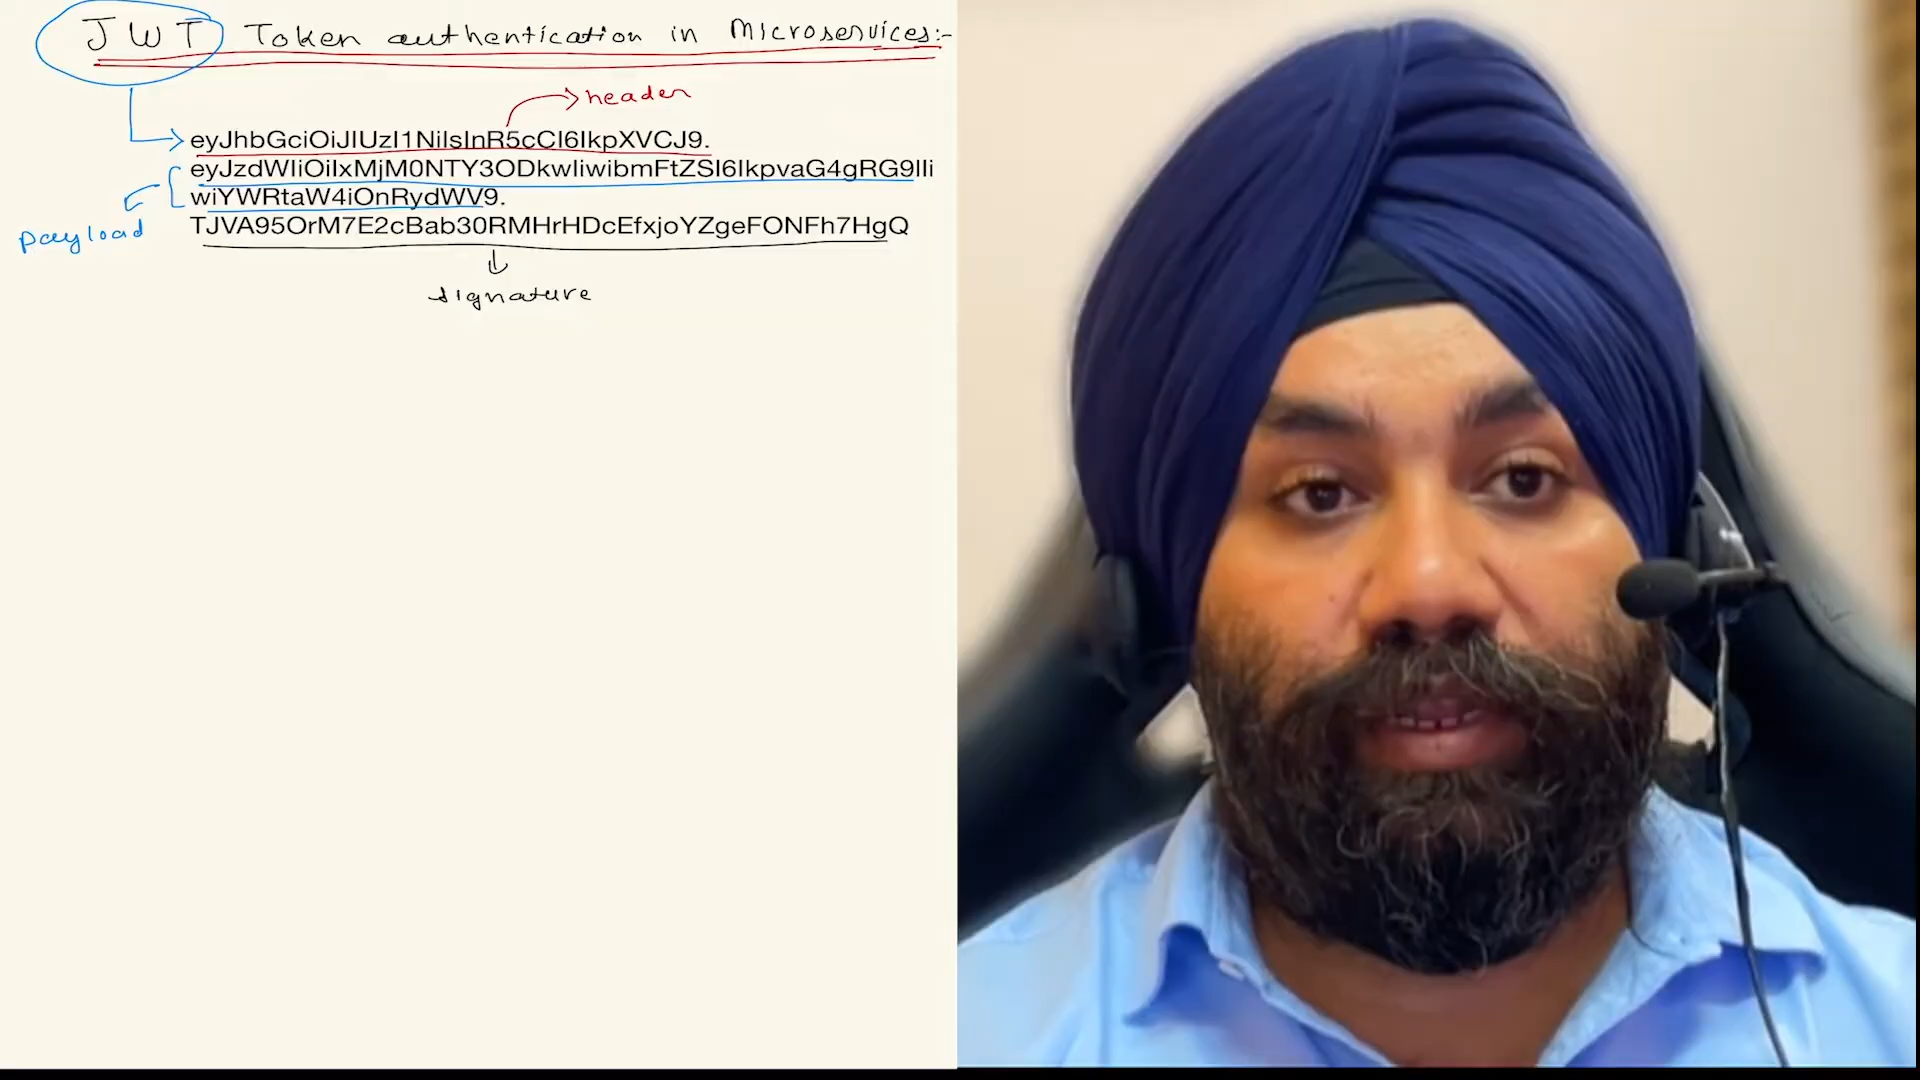 JWT Token authentication in Microservices:-
header
eyJhbGciOiJIUzI1NiIsInR5cCI6IkpXVCJ9.
eyJzdWIiOiIxMjM0NTY3ODkwIiwibmFtZSI6IkpvaG4gRG9lIi
wiYWRtaW4iOnRydWV9.
payload
TJVA95OrM7E2cBab30RMHrHDcEfxjoYZgeFONFh7HgQ
signature